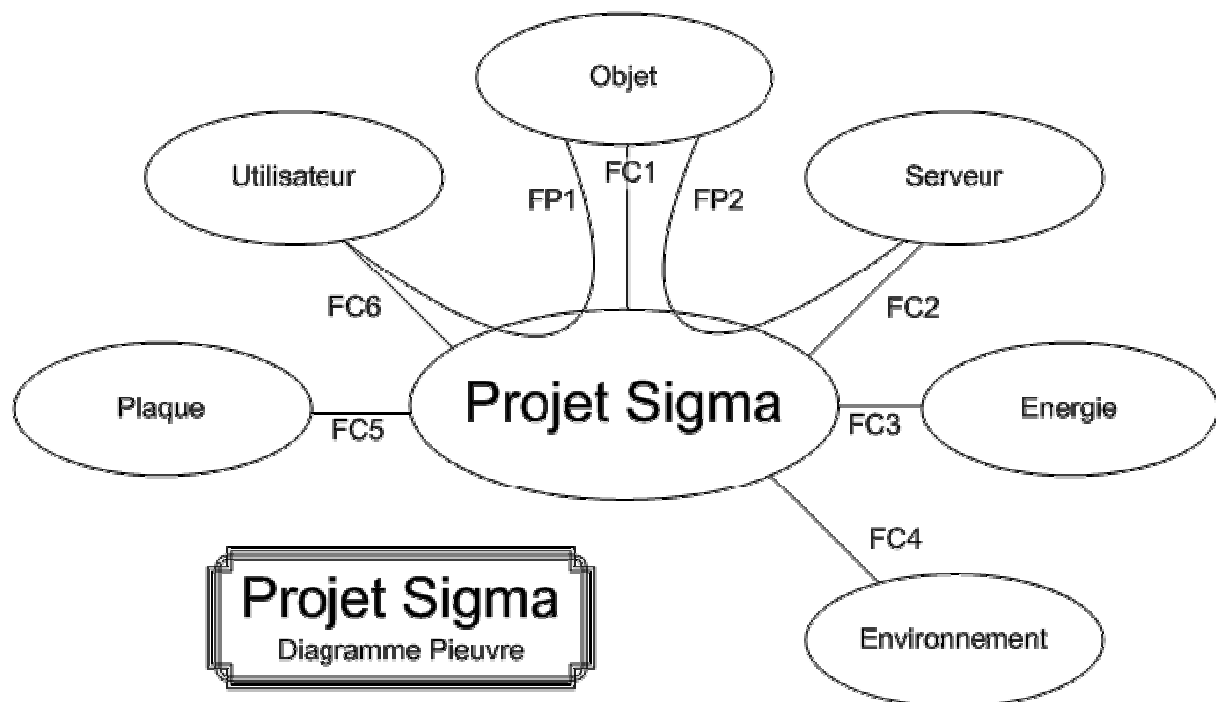 Objet
Utilisateur
Serveur
FC1
FP1
FP2
FC6
FC2
Projet Sigma
Plaque
Energie
FC5
FC3
FC4
Projet Sigma
Diagramme Pieuvre
Environnement